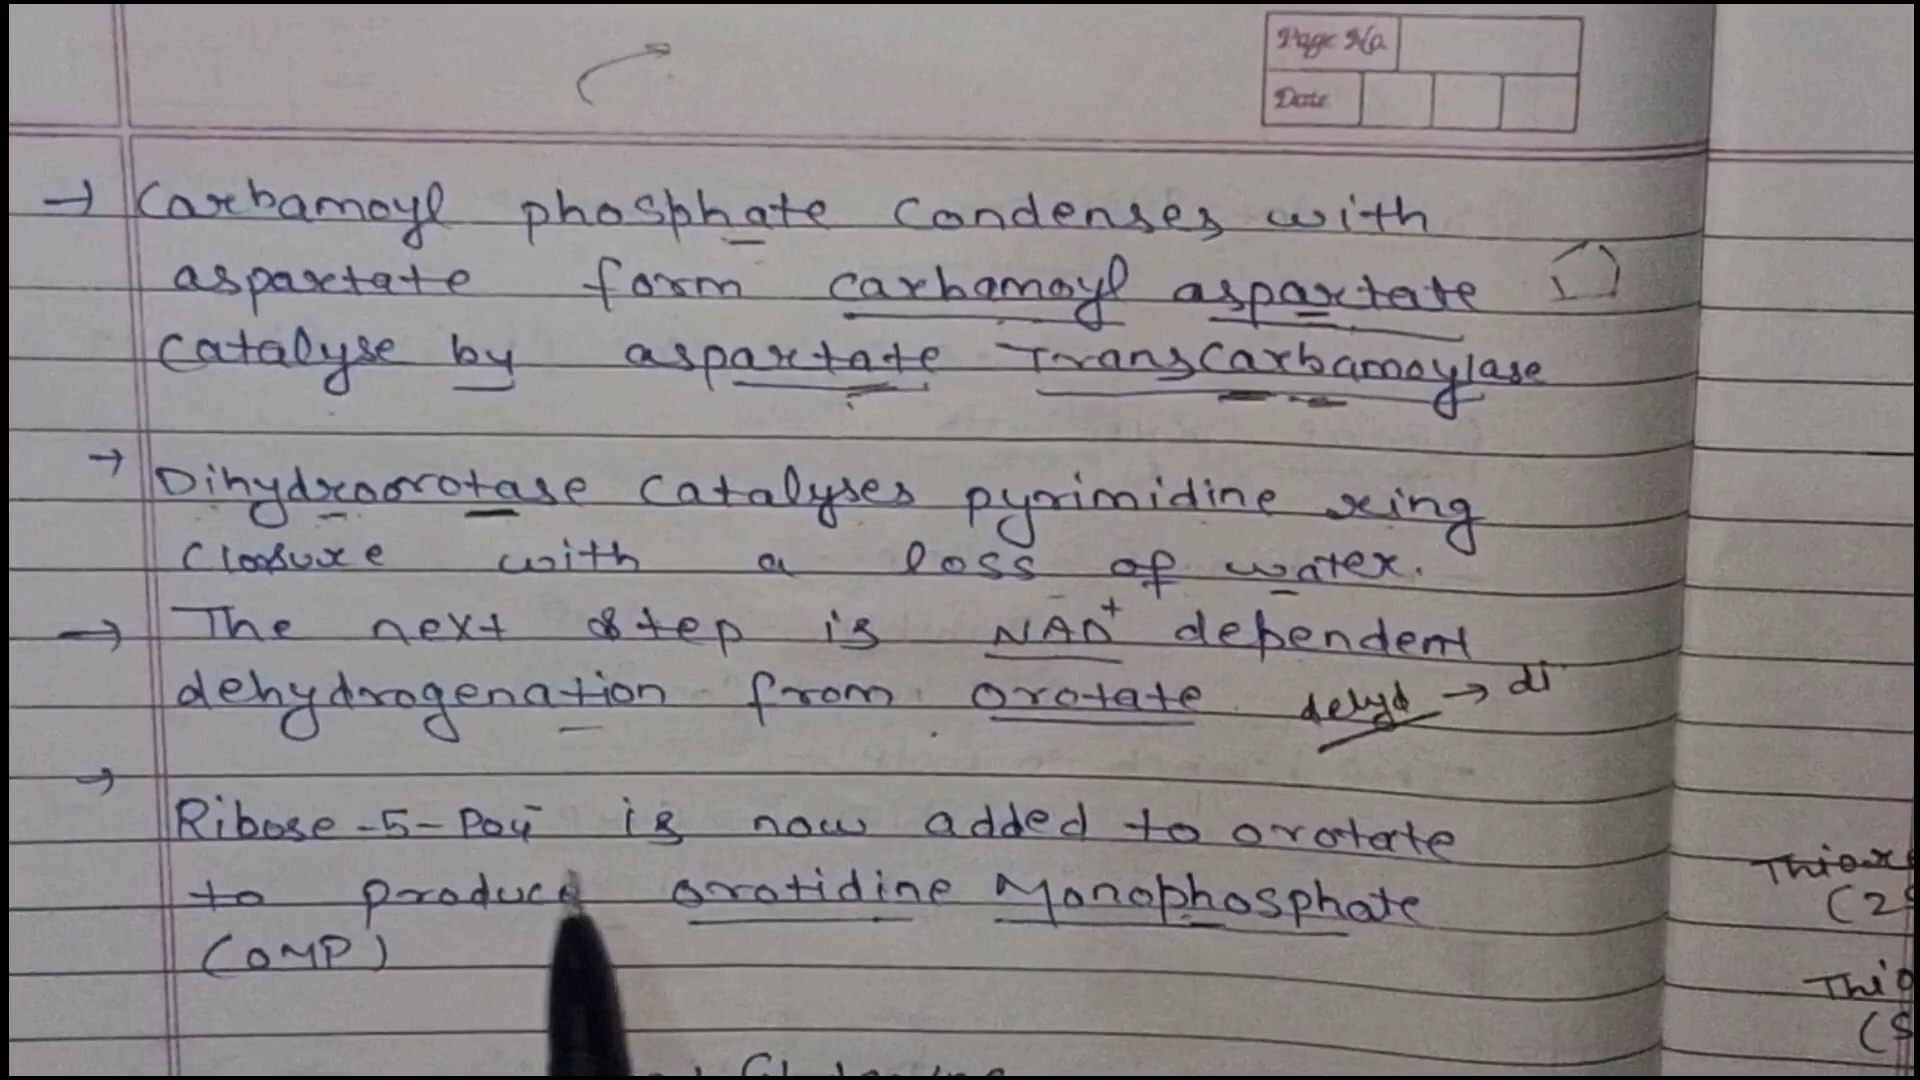 Page No
Date
→ Carbamoyl phosphate condenses with
aspartate form carbamoyl aspartate
catalyse by aspartate Transcarbamoylase
→ Dihydroorotase catalyses pyrimidine ring
closure with a loss of water.
→ The next step is NAD+ dependent
dehydrogenation from orotate dehyd → di
→ Ribose-5-Po4- is now added to orotate
to produce orotidine Monophosphate
(OMP)